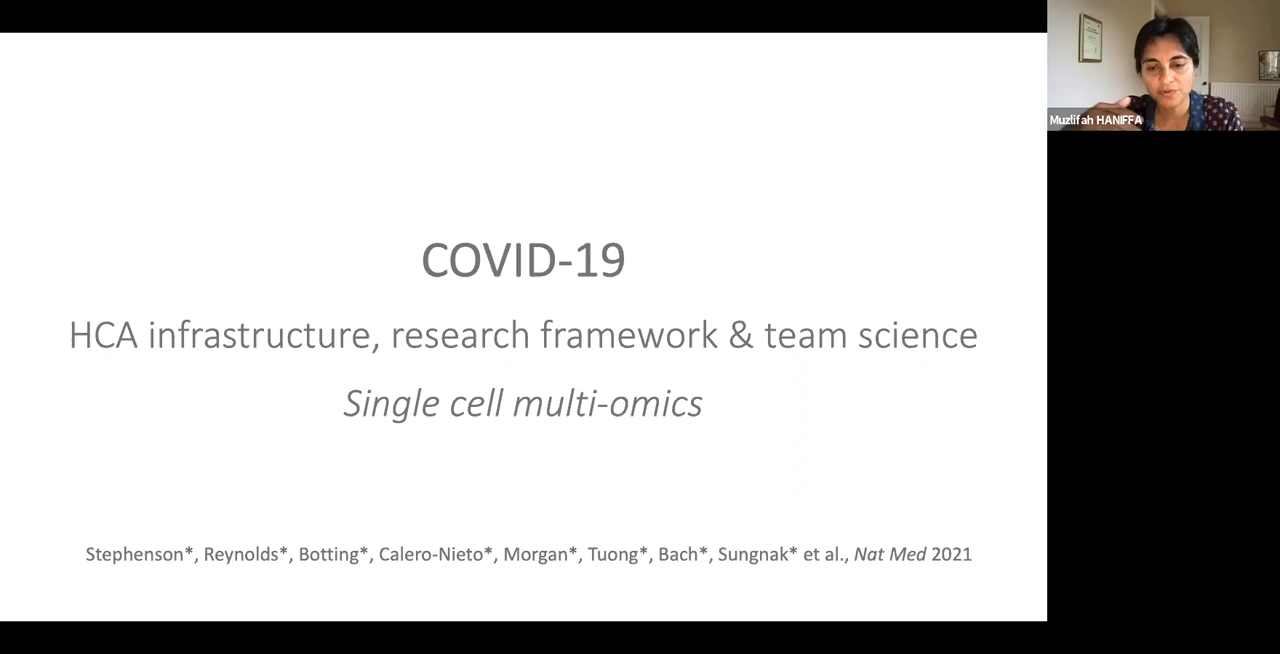 COVID-19
HCA infrastructure, research framework & team science
Single cell multi-omics
Stephenson*, Reynolds*, Botting*, Calero-Nieto*, Morgan*, Tuong*, Bach*, Sungnak* et al., Nat Med 2021
Muzlifah HANIFFA